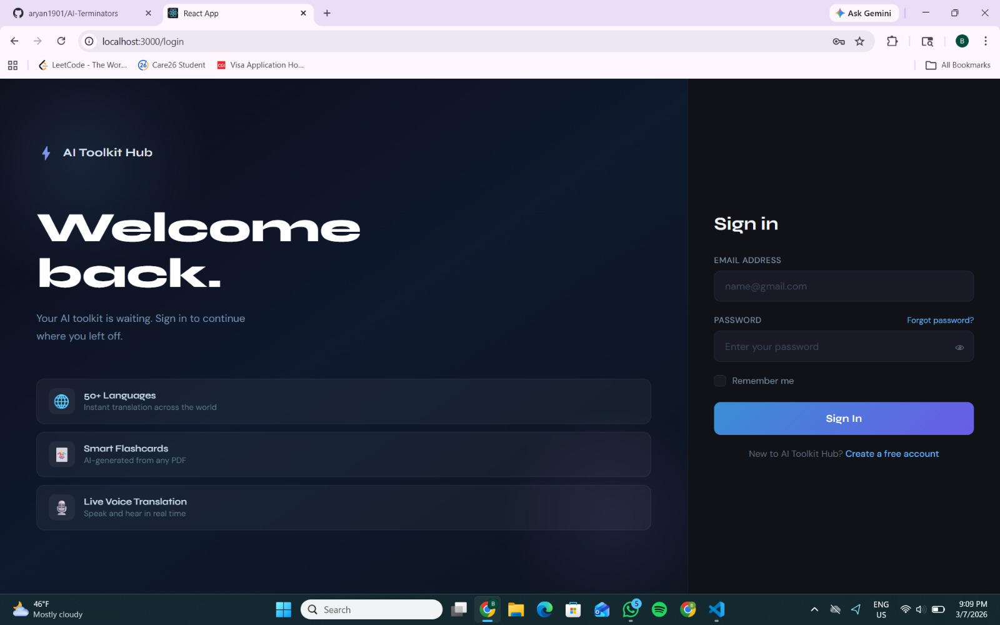 aryan1901/AI-Terminators
React App
Ask Gemini
localhost:3000/login
B
LeetCode - The Wor...
26
Care26 Student
CGI
Visa Application Ho...
All Bookmarks
AI Toolkit Hub
Welcome
back.
Your AI toolkit is waiting. Sign in to continue
where you left off.
50+ Languages
Instant translation across the world
Smart Flashcards
AI-generated from any PDF
Live Voice Translation
Speak and hear in real time
Sign in
EMAIL ADDRESS
name@gmail.com
PASSWORD
Forgot password?
Enter your password
Remember me
Sign In
New to AI Toolkit Hub? Create a free account
46°F
Mostly cloudy
Search
B
5
ENG
US
9:09 PM
3/7/2026